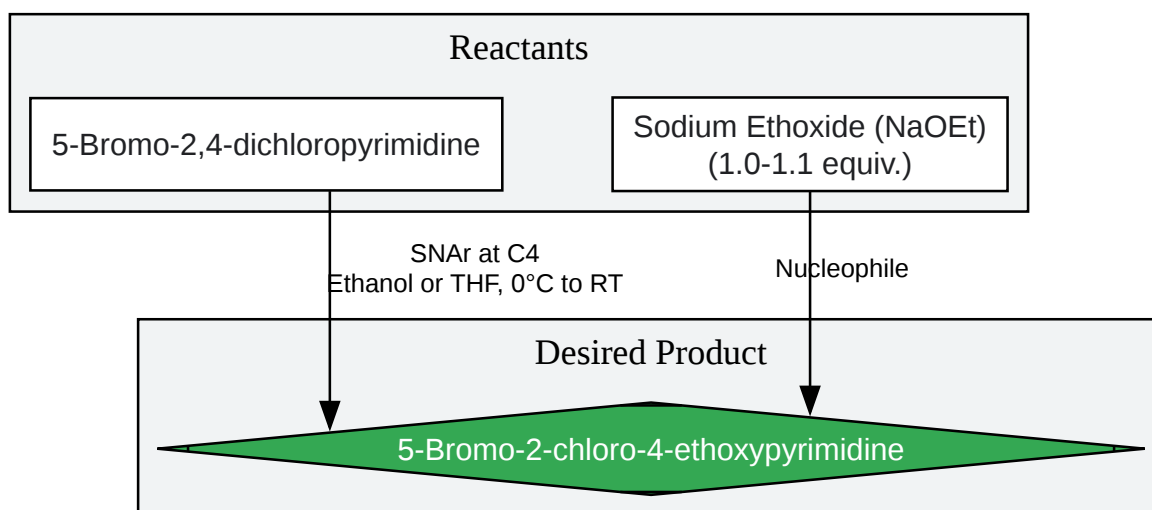 Reactants
5-Bromo-2,4-dichloropyrimidine
Sodium Ethoxide (NaOEt)
(1.0-1.1 equiv.)
SNAr at C4
Ethanol or THF, 0°C to RT
Nucleophile
Desired Product
5-Bromo-2-chloro-4-ethoxypyrimidine